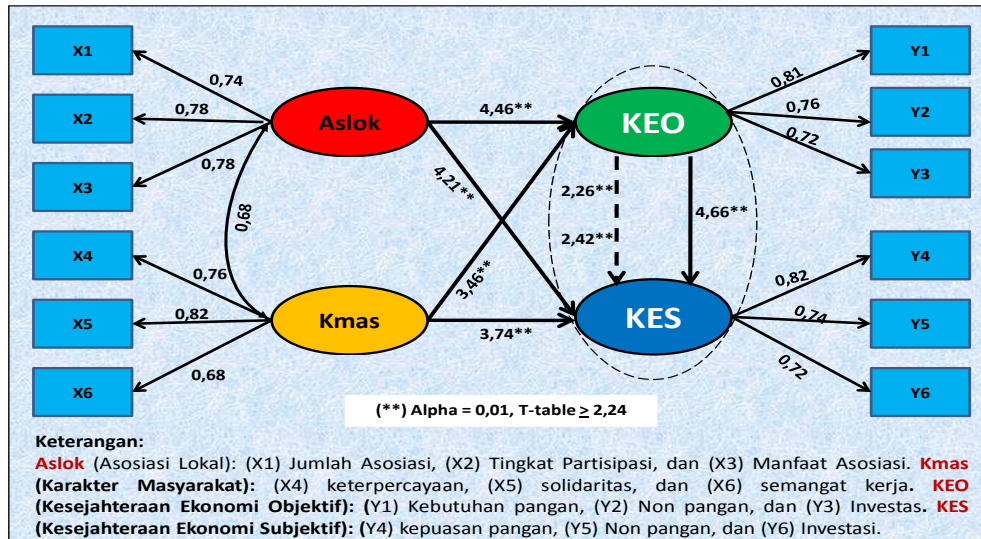 X1
X2
X3
X4
X5
X6
0,74
0,78
0,78
0,68
0,76
0,82
0,68
Aslok
Kmas
4,46**
4,21**
3,46**
3,74**
KEO
KES
2,26**
2,42**
4,66**
0,81
0,76
0,72
0,82
0,74
0,72
Y1
Y2
Y3
Y4
Y5
Y6
(**) Alpha = 0,01, T-table ≥ 2,24
Keterangan:
Aslok (Asosiasi Lokal): (X1) Jumlah Asosiasi, (X2) Tingkat Partisipasi, dan (X3) Manfaat Asosiasi. Kmas
(Karakter Masyarakat): (X4) keterpercayaan, (X5) solidaritas, dan (X6) semangat kerja. KEO
(Kesejahteraan Ekonomi Objektif): (Y1) Kebutuhan pangan, (Y2) Non pangan, dan (Y3) Investas. KES
(Kesejahteraan Ekonomi Subjektif): (Y4) kepuasan pangan, (Y5) Non pangan, dan (Y6) Investasi.